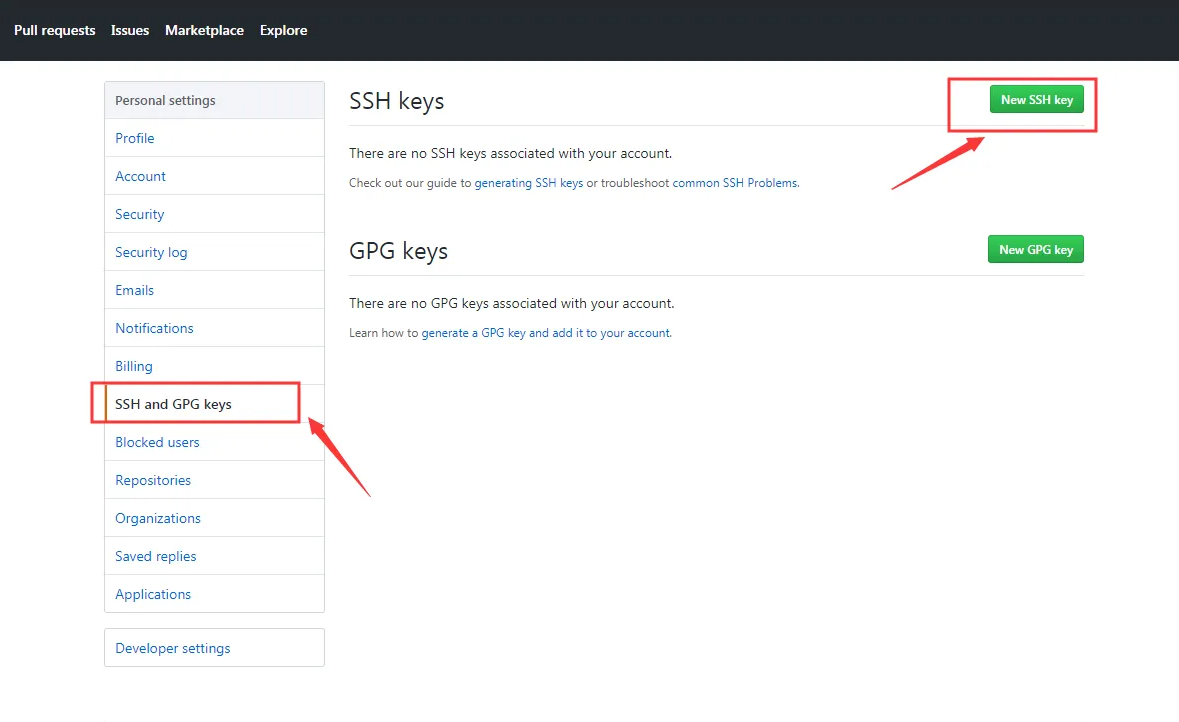 Pull requests Issues Marketplace Explore
Personal settings
Profile
Account
Security
Security log
Emails
Notifications
Billing
SSH and GPG keys
Blocked users
Repositories
Organizations
Saved replies
Applications
Developer settings
SSH keys
New SSH key
There are no SSH keys associated with your account.
Check out our guide to generating SSH keys or troubleshoot common SSH Problems.
GPG keys
New GPG key
There are no GPG keys associated with your account.
Learn how to generate a GPG key and add it to your account.